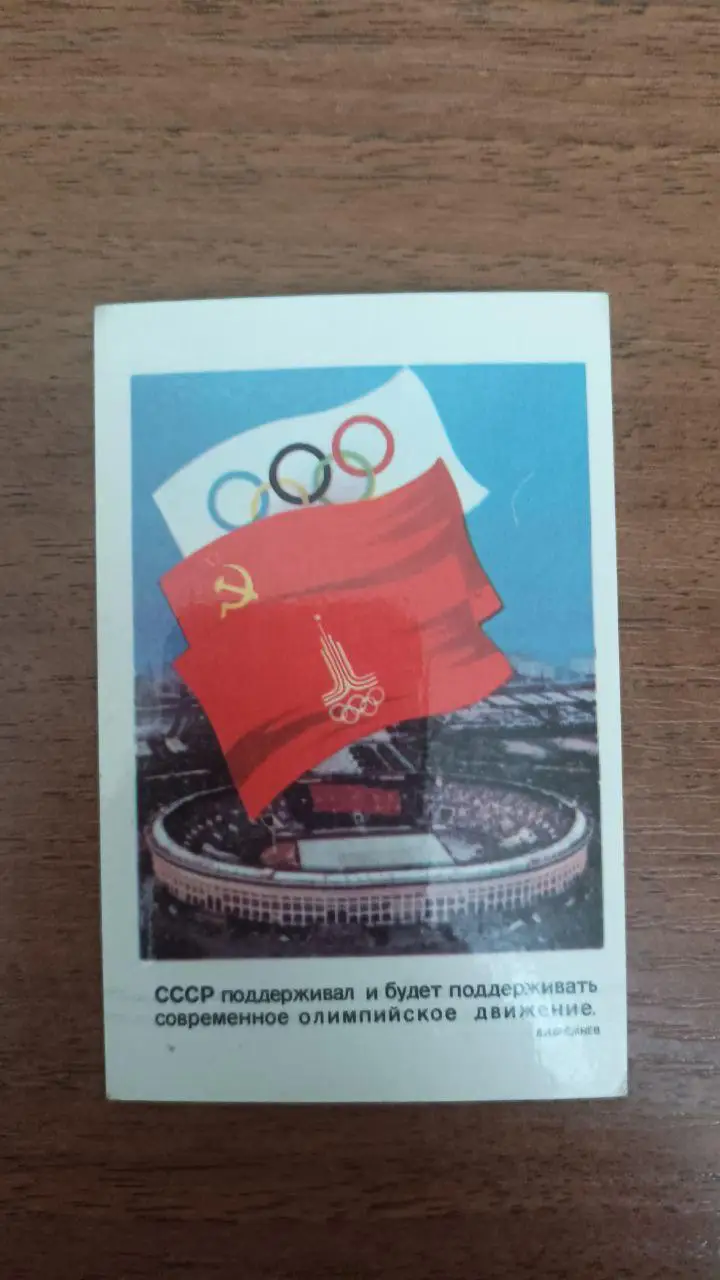 СССР поддерживал и будет поддерживать
современное олимпийское движение.